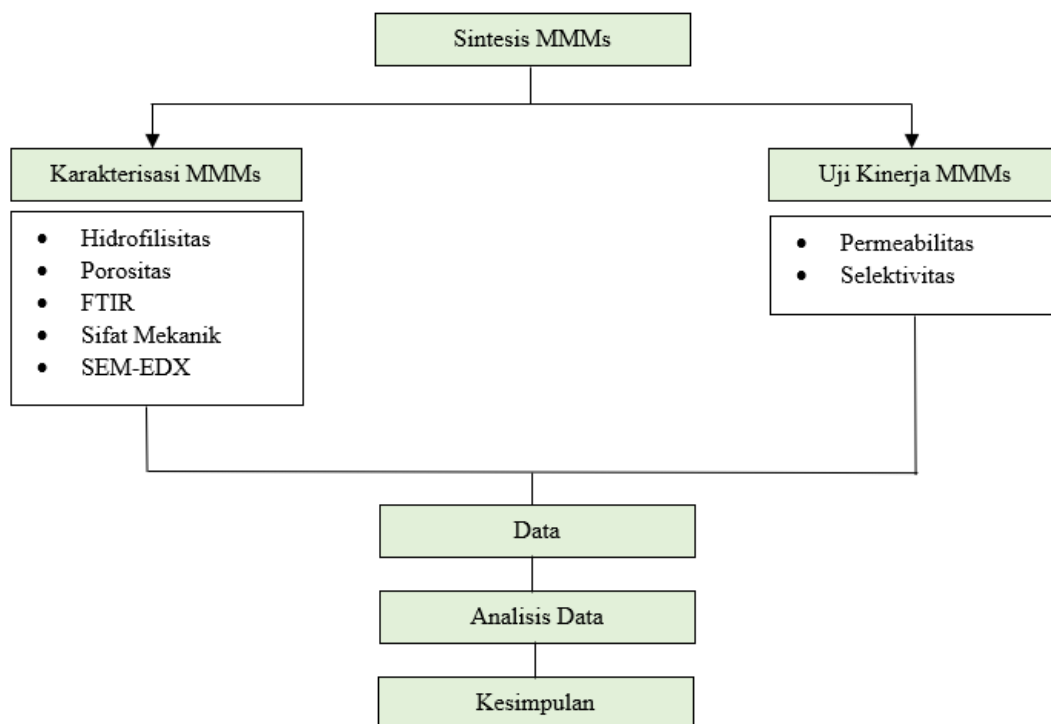 Sintesis MMMs
Karakterisasi MMMs
Uji Kinerja MMMs
• Hidrofilisitas
• Porositas
• FTIR
• Sifat Mekanik
• SEM-EDX
• Permeabilitas
• Selektivitas
Data
Analisis Data
Kesimpulan